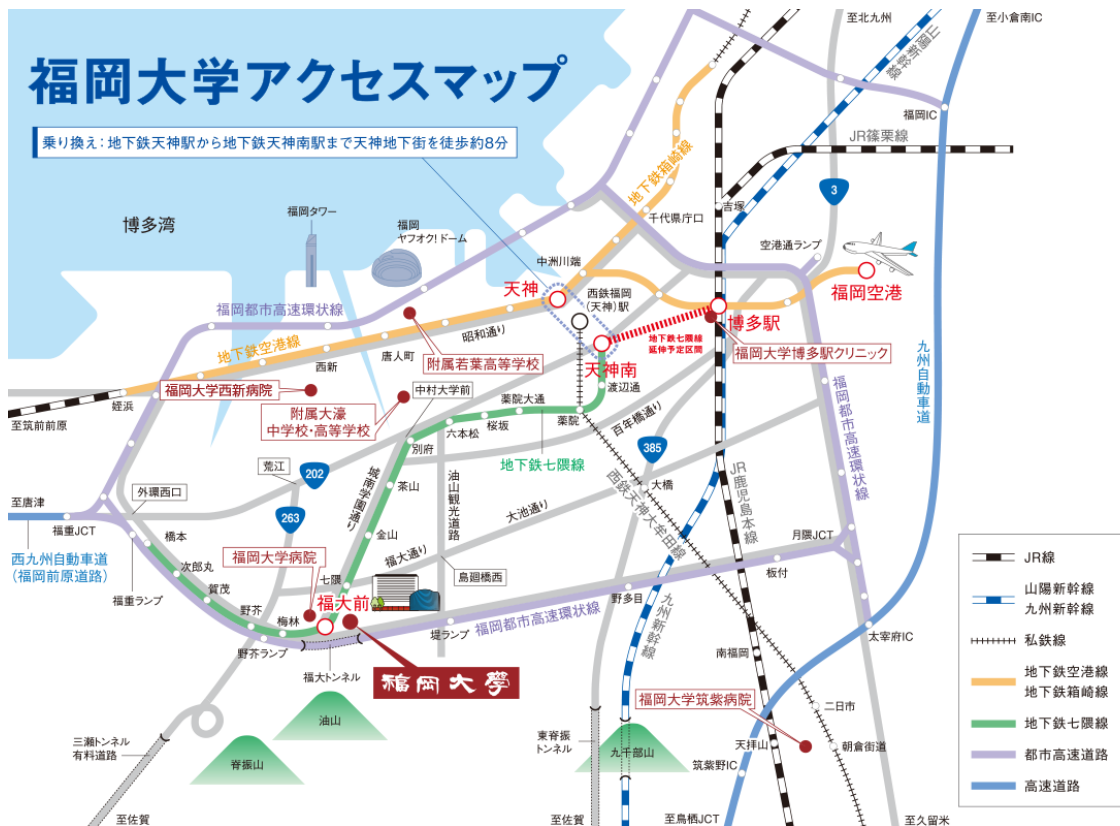 福岡大学アクセスマップ
乗り換え：地下鉄天神駅から地下鉄天神南駅まで天神地下街を徒歩約8分
至北九州
至小倉南IC
山陽新幹線
福岡IC
JR篠栗線
地下鉄箱崎線
3
千代県庁口
吉塚
空港通ランプ
博多湾
福岡タワー
福岡
ヤフオク!ドーム
中洲川端
福岡空港
天神
西鉄福岡
（天神）駅
博多駅
福岡都市高速環状線
昭和通り
地下鉄空港線
地下鉄七隈線
延伸予定区間
福岡大学博多駅クリニック
唐人町
附属若葉高等学校
天神南
西新
九州自動車道
福岡大学西新病院
中村大学前
渡辺通
姪浜
附属大濠
中学校・高等学校
薬院大通
福岡都市高速環状線
至筑前前原
六本松
桜坂
薬院
百年橋通り
別府
地下鉄七隈線
385
荒江
202
城南学園通り
茶山
油山観光道路
大橋
JR鹿児島本線
至唐津
外環西口
263
大池通り
西鉄天神大牟田線
福重JCT
橋本
金山
月隈JCT
西九州自動車道
（福岡前原道路）
福岡大学病院
福大通り
JR線
次郎丸
七隈
島廻橋西
板付
山陽新幹線
九州新幹線
福重ランプ
賀茂
福大前
野多目
野芥
梅林
堤ランプ
福岡都市高速環状線
九州新幹線
太宰府IC
私鉄線
野芥ランプ
南福岡
福大トンネル
福岡大學
地下鉄空港線
地下鉄箱崎線
福岡大学筑紫病院
油山
二日市
地下鉄七隈線
三瀬トンネル
有料道路
東脊振
トンネル
九千部山
天拝山
朝倉街道
都市高速道路
脊振山
筑紫野IC
高速道路
至佐賀
至佐賀
至鳥栖JCT
至久留米